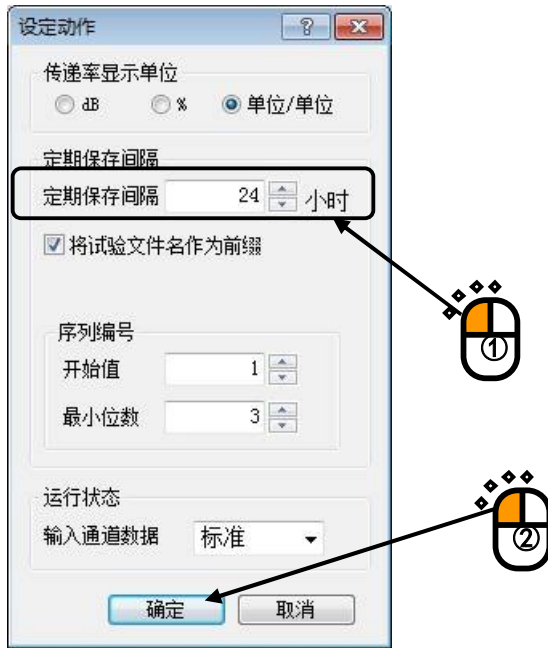 设定动作
传递率显示单位
dB % 单位/单位
定期保存间隔
定期保存间隔 24 小时
将试验文件名作为前缀
①
序列编号
开始值 1
最小位数 3
运行状态
输入通道数据 标准
②
确定 取消